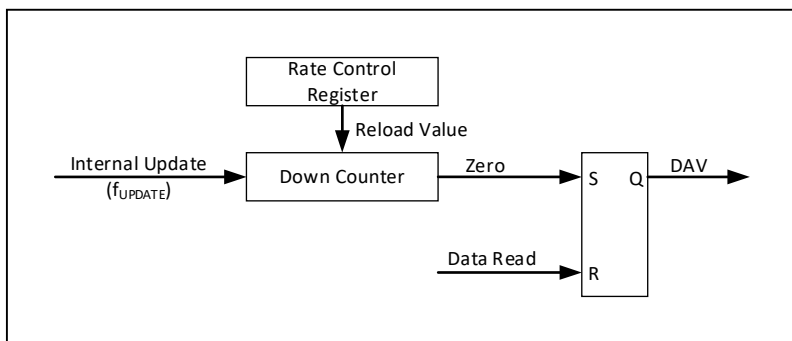 Rate Control
Register
Reload Value
Internal Update
(fUPDATE)
Down Counter
Zero
S
Q
DAV
Data Read
R